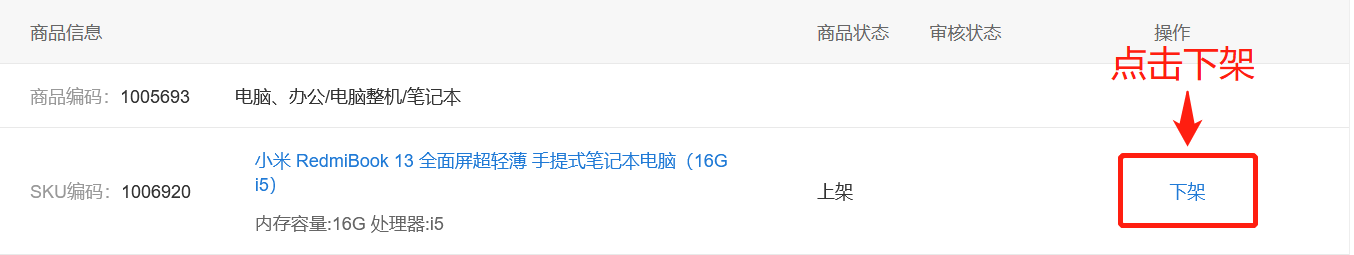 商品信息 商品状态 审核状态 操作
点击下架
商品编码：1005693 电脑、办公/电脑整机/笔记本
小米 RedmiBook 13 全面屏超轻薄 手提式笔记本电脑（16G
i5）
SKU编码：1006920 上架 下架
内存容量:16G 处理器:i5